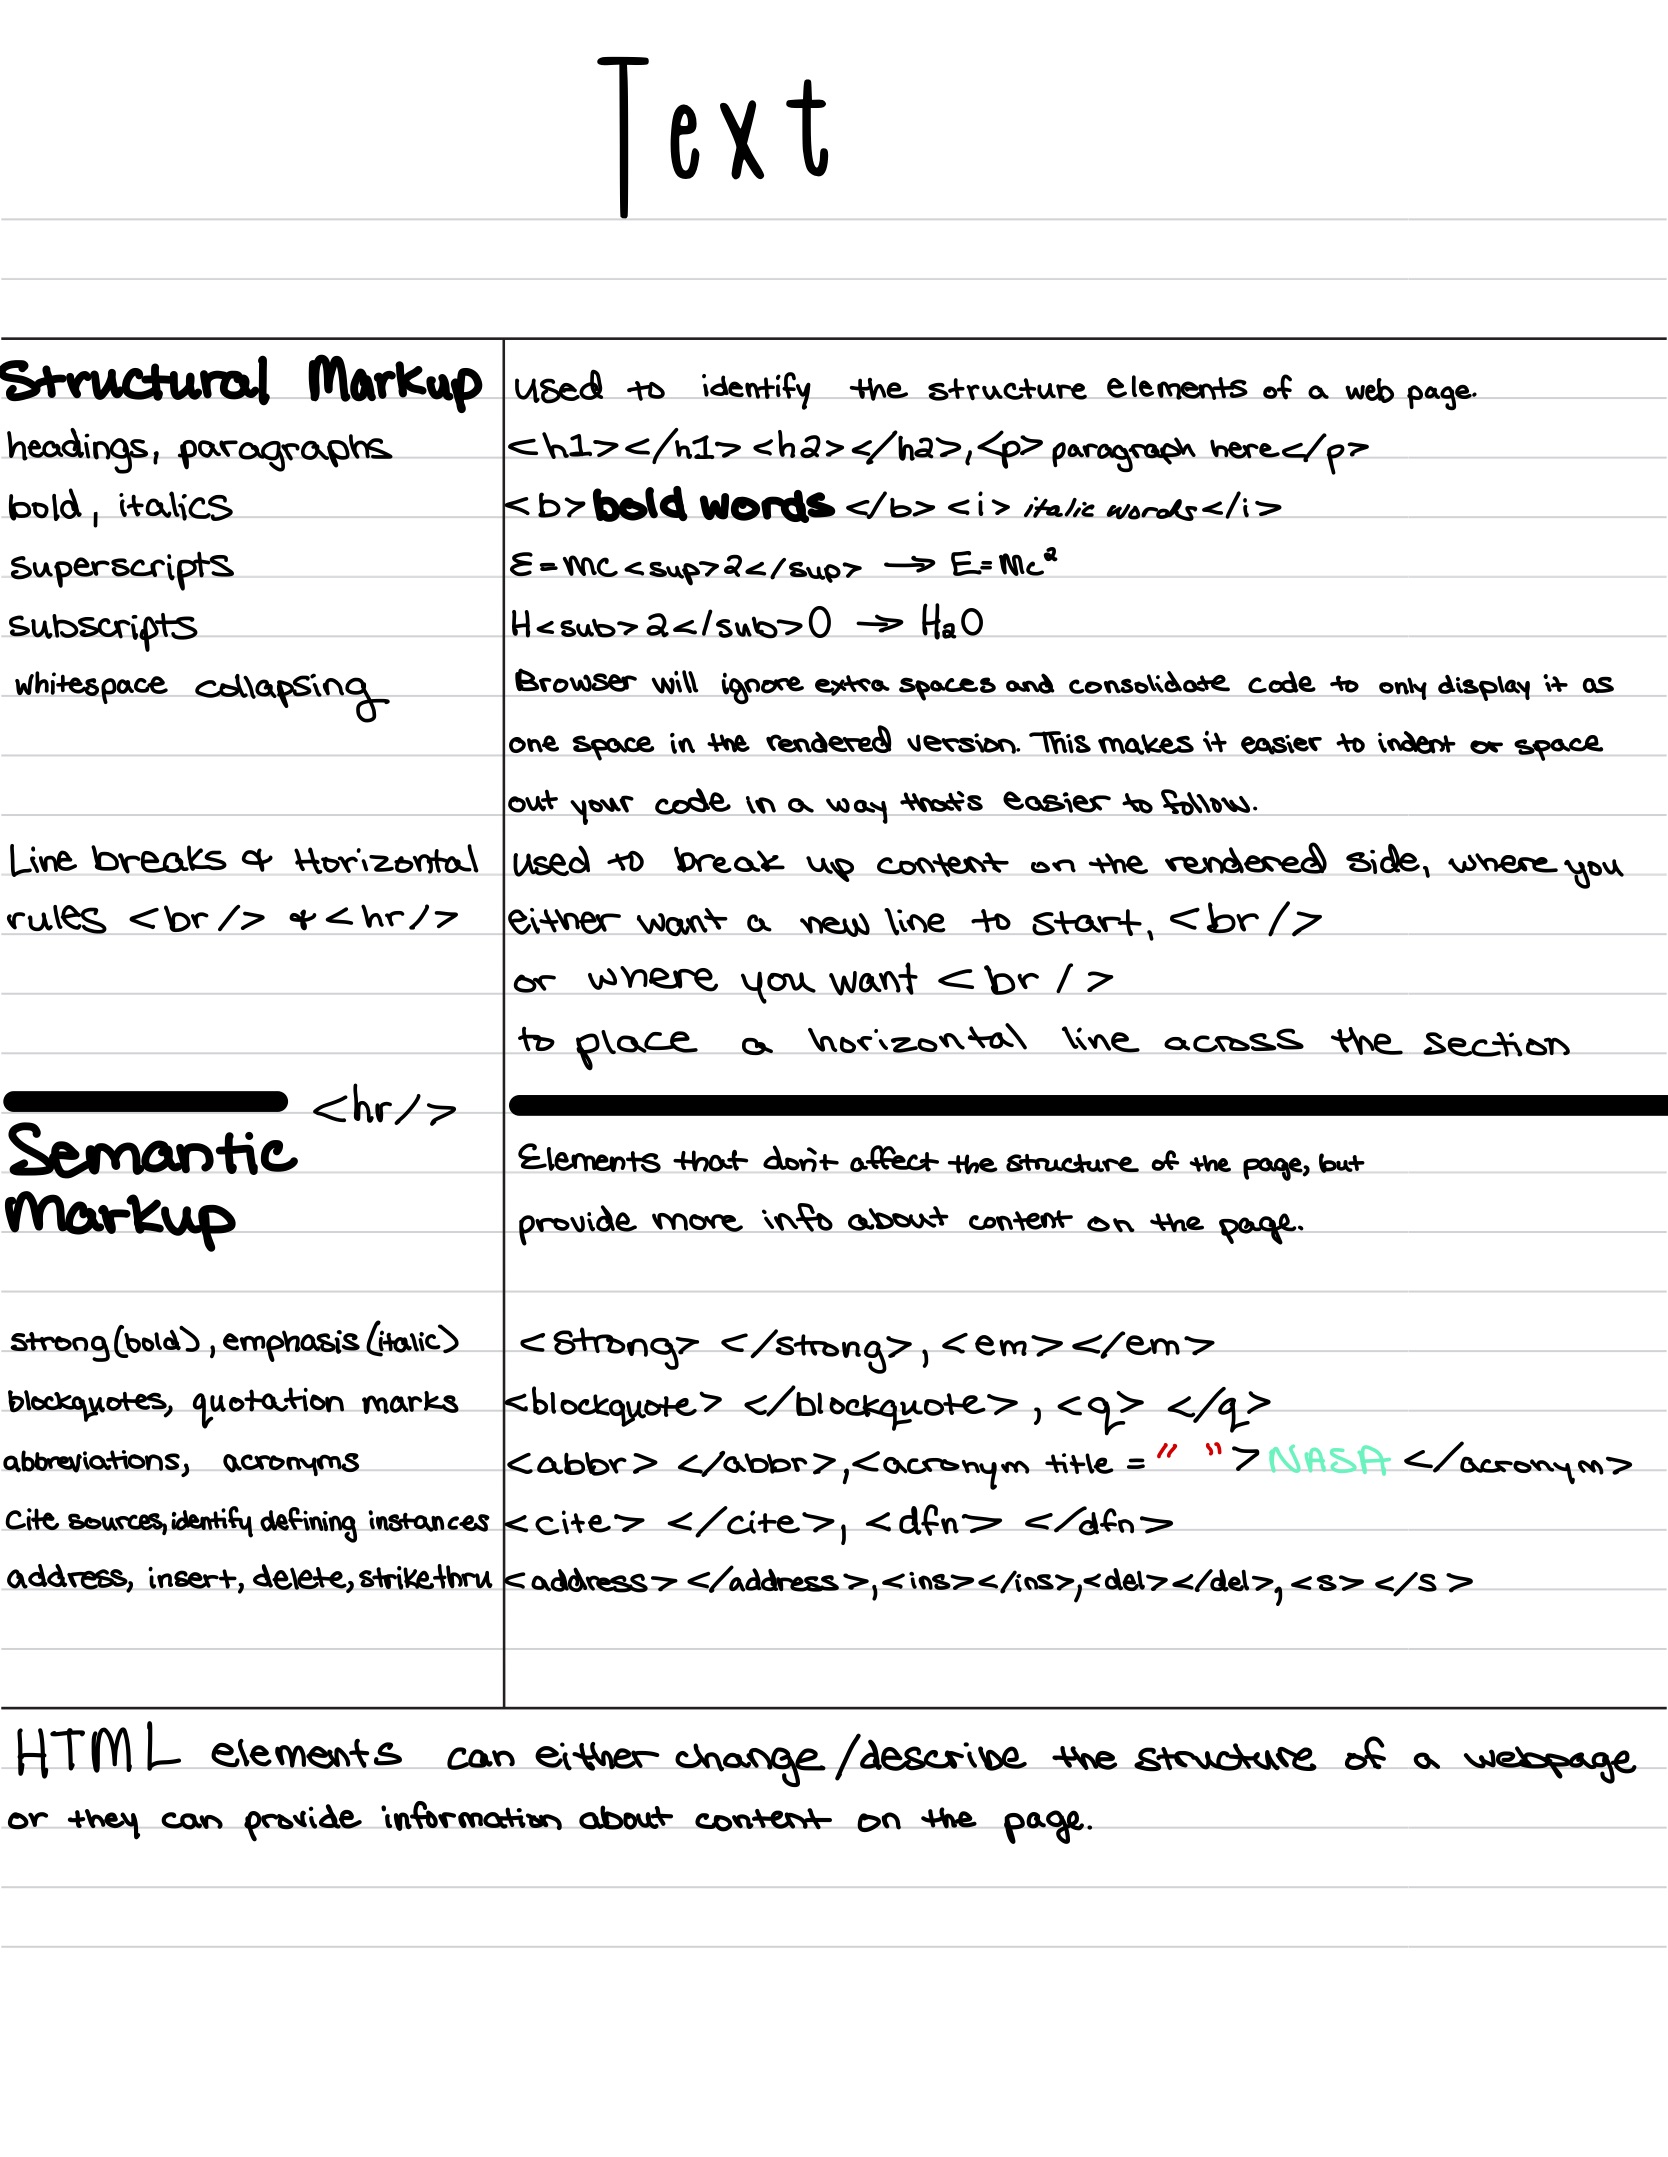 Text
Structural Markup
used to identify the structure elements of a web page.
headings, paragraphs
<h1></h1> <h2></h2>, <p> paragraph here </p>
bold, italics
<b> bold words </b> <i> italic words </i>
superscripts
E=mc<sup>2</sup> → E=Mc²
subscripts
H<sub>2</sub>O → H₂O
whitespace collapsing
Browser will ignore extra spaces and consolidate code to only display it as
one space in the rendered version. This makes it easier to indent or space
out your code in a way that's easier to follow.
Line breaks & Horizontal
used to break up content on the rendered side, where you
rules <br/> & <hr/>
either want a new line to start, <br/>
or where you want <br/>
to place a horizontal line across the section
<hr/>
Semantic
Markup
Elements that don't affect the structure of the page, but
provide more info about content on the page.
strong (bold), emphasis (italic)
<strong> </strong>, <em></em>
blockquotes, quotation marks
<blockquote> </blockquote>, <q> </q>
abbreviations, acronyms
<abbr> </abbr>, <acronym title = " "> NASA </acronym>
Cite sources, identify defining instances
<cite> </cite>, <dfn> </dfn>
address, insert, delete, strikethru
<address> </address>, <ins></ins>, <del></del>, <s> </s>
HTML elements can either change/describe the structure of a webpage
or they can provide information about content on the page.